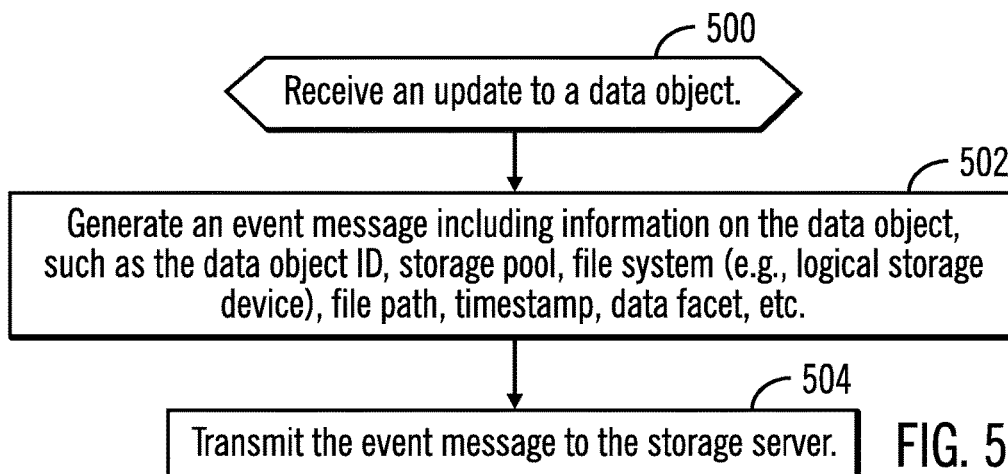 500
Receive an update to a data object.
502
Generate an event message including information on the data object,
such as the data object ID, storage pool, file system (e.g., logical storage
device), file path, timestamp, data facet, etc.
504
Transmit the event message to the storage server.
FIG. 5